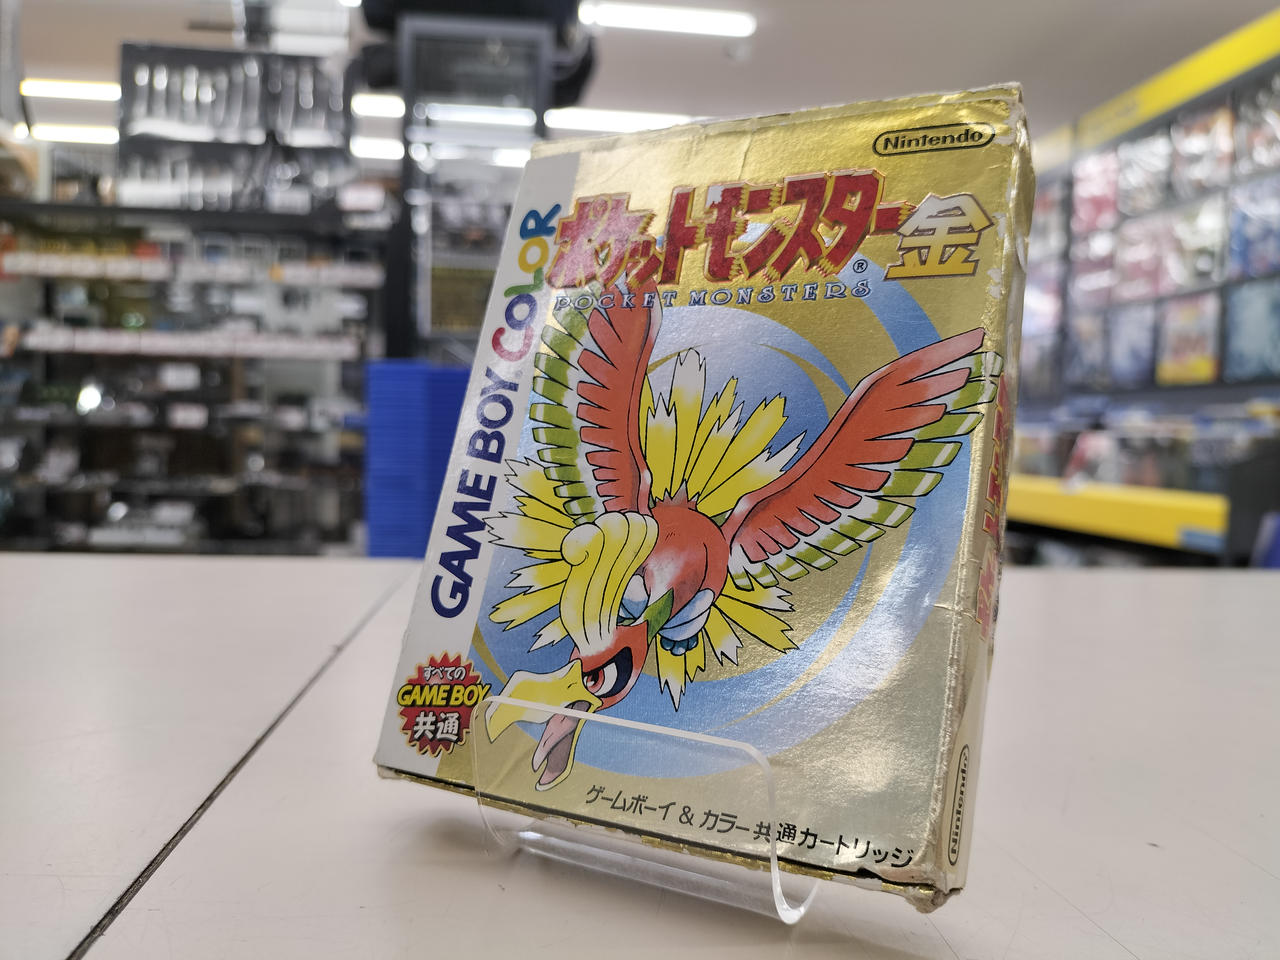 Nintendo
ポケットモンスター金
®
POCKET MONSTERS
GAME BOY COLOR
すべての
GAME BOY
共通
ゲームボーイ & カラー共通カートリッジ
Nintendo